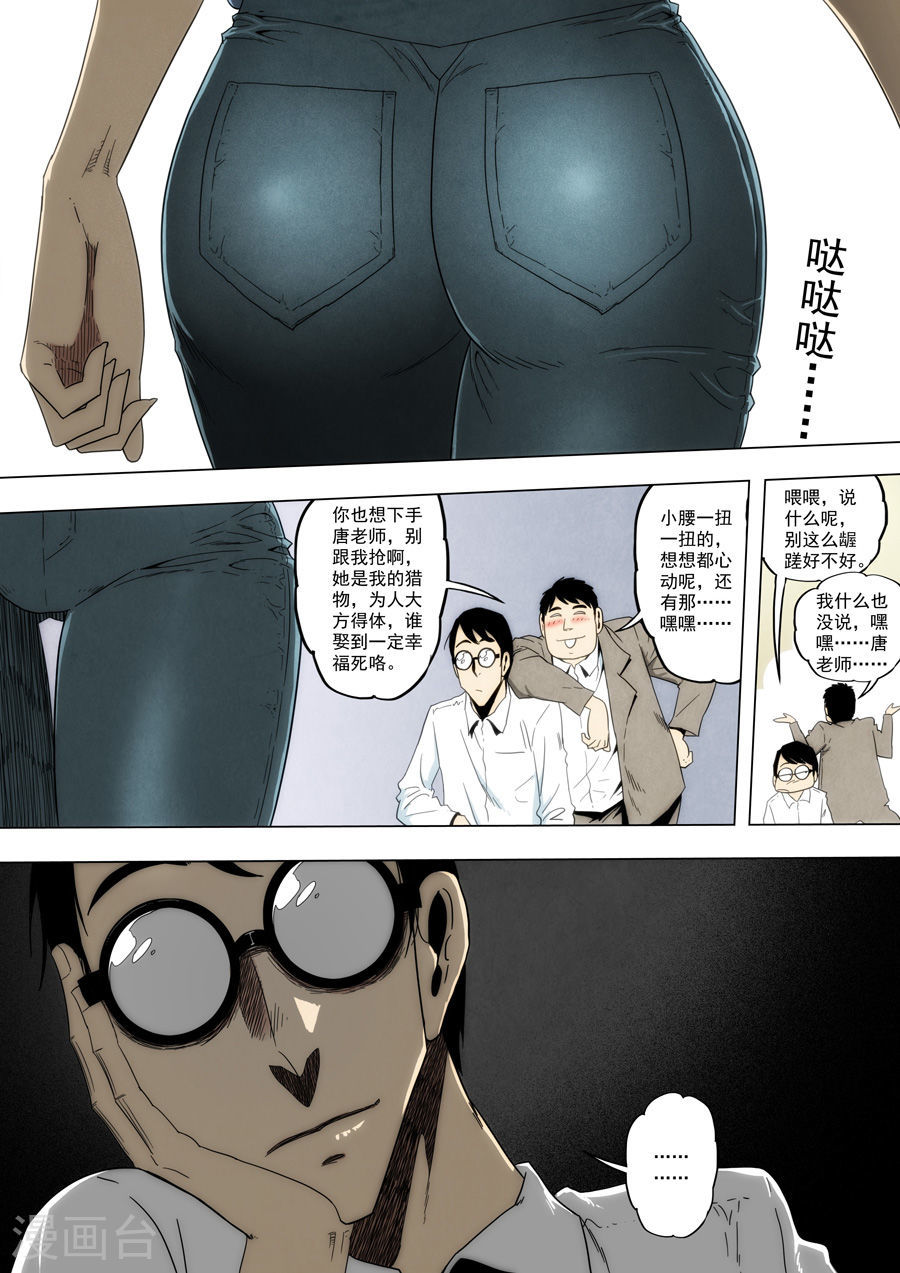 哒哒哒……
你也想下手
唐老师，别
跟我抢啊，
她是我的猎
物，为人大
方得体，谁
娶到一定幸
福死咯。
小腰一扭
一扭的，
想想都心
动呢，还
有那……
嘿嘿……
喂喂，说
什么呢，
别这么龌
蹉好不好。
我什么也
没说，嘿
嘿……唐
老师……
……
……
漫画台